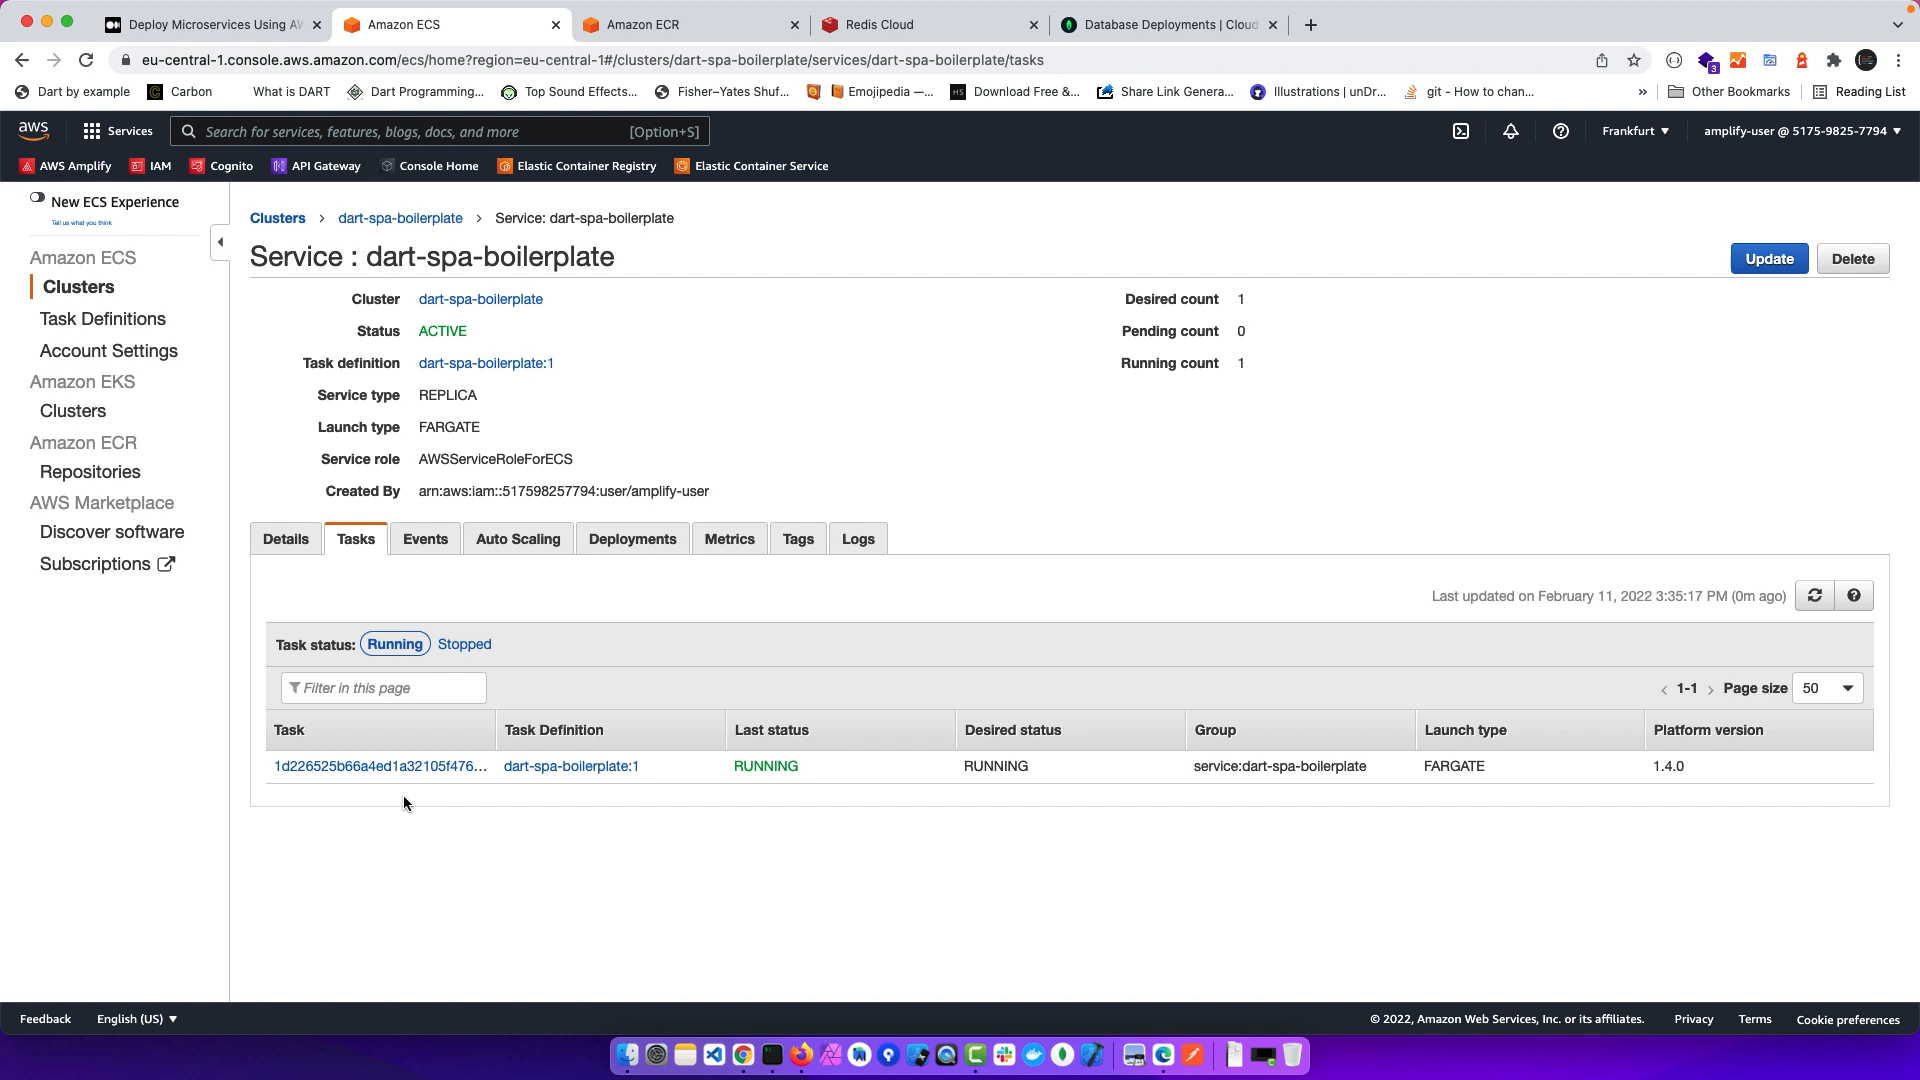 Deploy Microservices Using AW
Amazon ECS
Amazon ECR
Redis Cloud
Database Deployments | Cloud
eu-central-1.console.aws.amazon.com/ecs/home?region=eu-central-1#/clusters/dart-spa-boilerplate/services/dart-spa-boilerplate/tasks
3
Dart by example
Carbon
What is DART
Dart Programming...
Top Sound Effects...
Fisher–Yates Shuf...
Emojipedia —...
HS
Download Free &...
Share Link Genera...
Illustrations | unDr...
git - How to chan...
»
Other Bookmarks
Reading List
aws
Services
Search for services, features, blogs, docs, and more
[Option+S]
Frankfurt
amplify-user @ 5175-9825-7794
AWS Amplify
IAM
Cognito
API Gateway
Console Home
Elastic Container Registry
Elastic Container Service
New ECS Experience
Tell us what you think
Amazon ECS
Clusters
Task Definitions
Account Settings
Amazon EKS
Clusters
Amazon ECR
Repositories
AWS Marketplace
Discover software
Subscriptions
Clusters > dart-spa-boilerplate > Service: dart-spa-boilerplate
Service : dart-spa-boilerplate
Update
Delete
Cluster dart-spa-boilerplate
Status ACTIVE
Task definition dart-spa-boilerplate:1
Service type REPLICA
Launch type FARGATE
Service role AWSServiceRoleForECS
Created By arn:aws:iam::517598257794:user/amplify-user
Desired count 1
Pending count 0
Running count 1
Details
Tasks
Events
Auto Scaling
Deployments
Metrics
Tags
Logs
Last updated on February 11, 2022 3:35:17 PM (0m ago)
Task status: Running Stopped
Filter in this page
< 1-1 > Page size 50
Task Task Definition Last status Desired status Group Launch type Platform version
1d226525b66a4ed1a32105f476... dart-spa-boilerplate:1 RUNNING RUNNING service:dart-spa-boilerplate FARGATE 1.4.0
Feedback
English (US)
© 2022, Amazon Web Services, Inc. or its affiliates.
Privacy
Terms
Cookie preferences